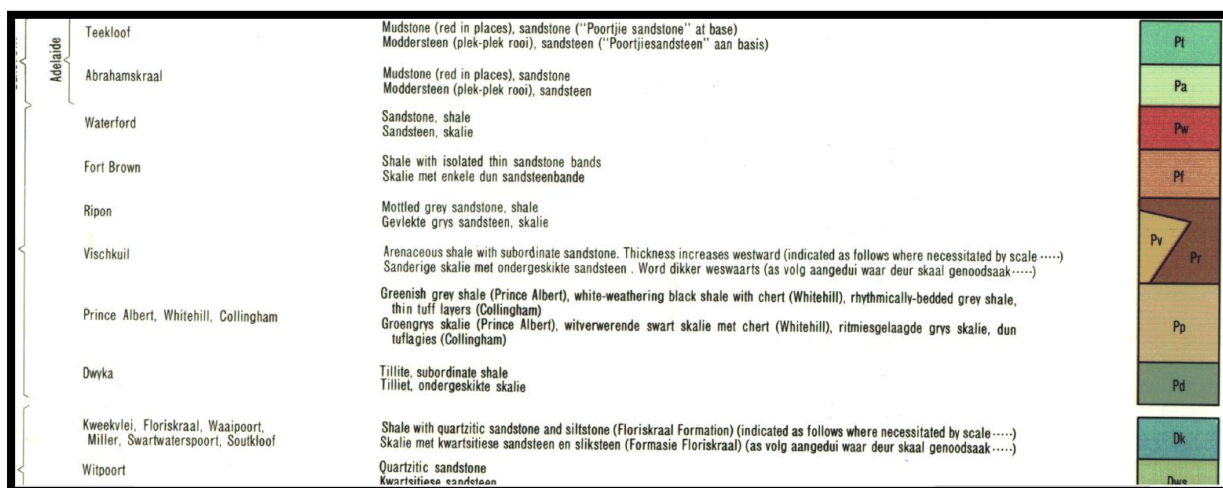 Adelaide
Teekloof
Mudstone (red in places), sandstone ("Poortjie sandstone" at base)
Moddersteen (plek-plek rooi), sandsteen ("Poortjiesandsteen" aan basis)
Pt
Abrahamskraal
Mudstone (red in places), sandstone
Moddersteen (plek-plek rooi), sandsteen
Pa
Waterford
Sandstone, shale
Sandsteen, skalie
Pw
Fort Brown
Shale with isolated thin sandstone bands
Skalie met enkele dun sandsteenbande
Pf
Ripon
Mottled grey sandstone, shale
Gevlekte grys sandsteen, skalie
Pv
Pr
Vischkuil
Arenaceous shale with subordinate sandstone. Thickness increases westward (indicated as follows where necessitated by scale ·····)
Sanderige skalie met ondergeskikte sandsteen . Word dikker weswaarts (as volg aangedui waar deur skaal genoodsaak·····)
Prince Albert, Whitehill, Collingham
Greenish grey shale (Prince Albert), white-weathering black shale with chert (Whitehill), rhythmically-bedded grey shale,
thin tuff layers (Collingham)
Groengrys skalie (Prince Albert), witverwerende swart skalie met chert (Whitehill), ritmiesgelaagde grys skalie, dun
tuflagies (Collingham)
Pp
Dwyka
Tillite, subordinate shale
Tilliet, ondergeskikte skalie
Pd
Kweekvlei, Floriskraal, Waaipoort,
Miller, Swartwaterspoort, Soutkloof
Shale with quartzitic sandstone and siltstone (Floriskraal Formation) (indicated as follows where necessitated by scale ·····)
Skalie met kwartsitiese sandsteen en sliksteen (Formasie Floriskraal) (as volg aangedui waar deur skaal genoodsaak ·····)
Dk
Witpoort
Quartzitic sandstone
Kwartsitiese sandsteen
Dws